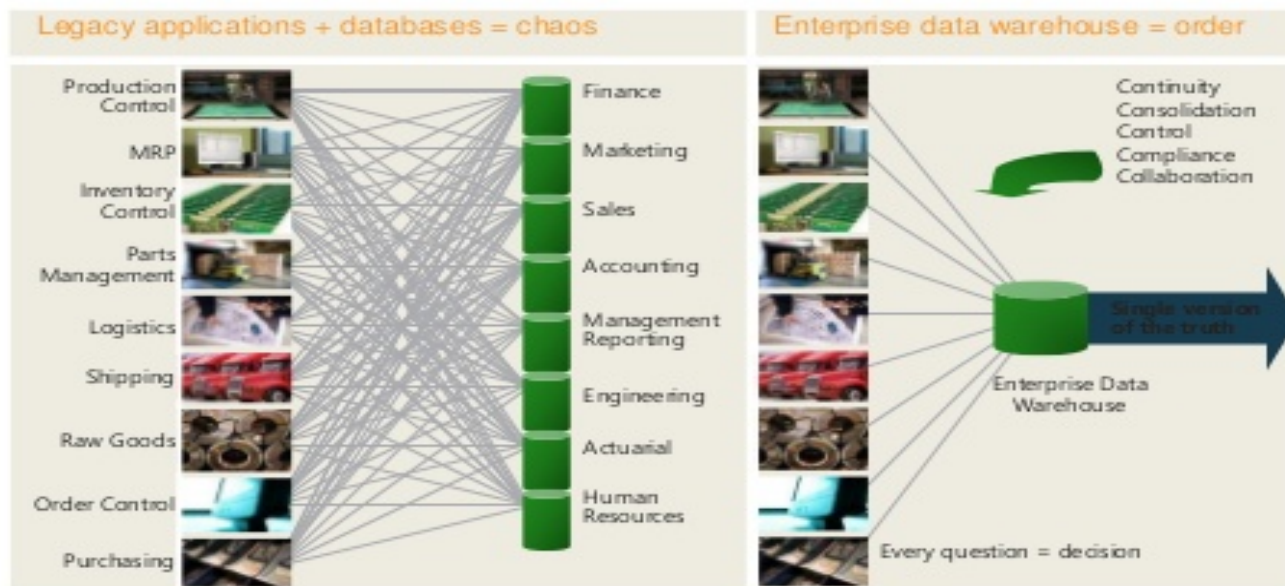 Legacy applications + databases = chaos
Production
Control
MRP
Inventory
Control
Parts
Management
Logistics
Shipping
Raw Goods
Order Control
Purchasing
Finance
Marketing
Sales
Accounting
Management
Reporting
Engineering
Actuarial
Human
Resources
Enterprise data warehouse = order
Continuity
Consolidation
Control
Compliance
Collaboration
Single version
of the truth
Enterprise Data
Warehouse
Every question = decision